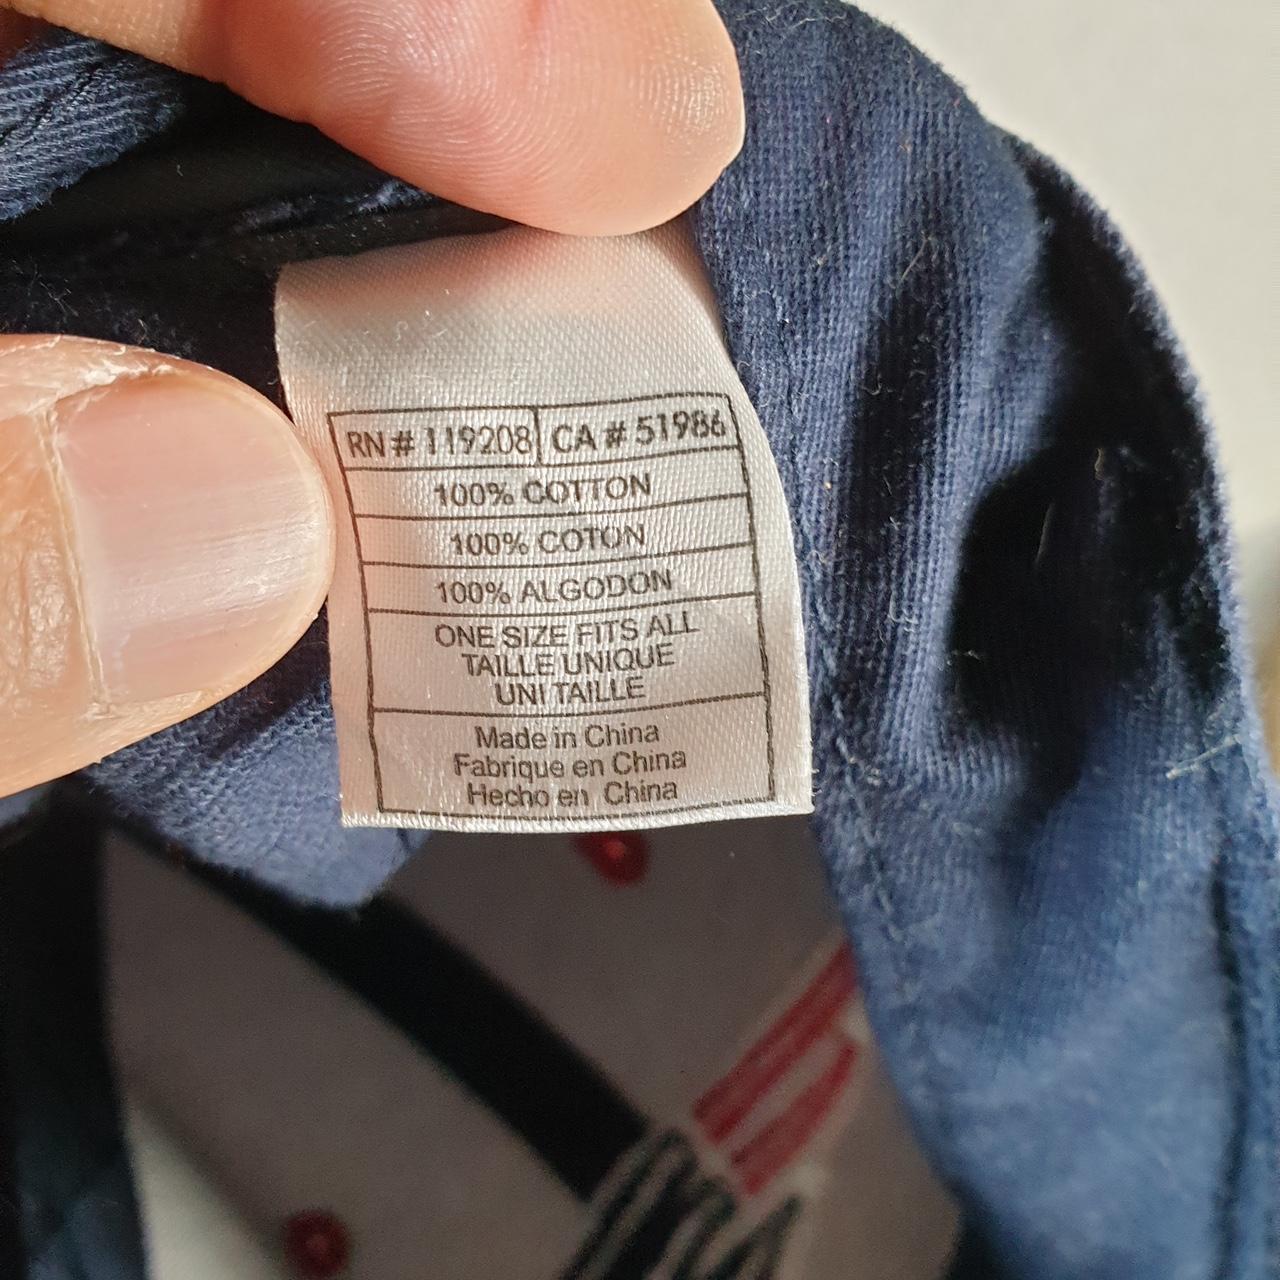 RN # 119208 CA # 51986
100% COTTON
100% COTON
100% ALGODON
ONE SIZE FITS ALL
TAILLE UNIQUE
UNI TAILLE
Made in China
Fabrique en China
Hecho en China